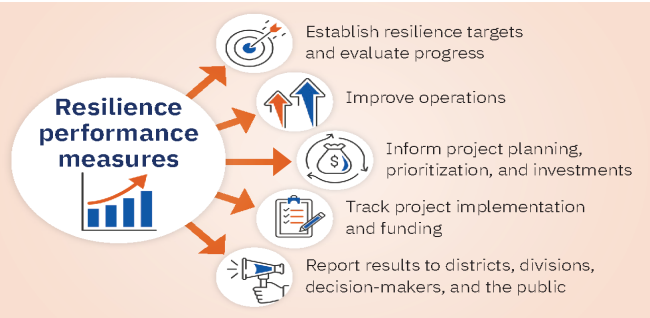 Resilience
performance
measures
Establish resilience targets
and evaluate progress
Improve operations
$
Inform project planning,
prioritization, and investments
Track project implementation
and funding
Report results to districts, divisions,
decision-makers, and the public